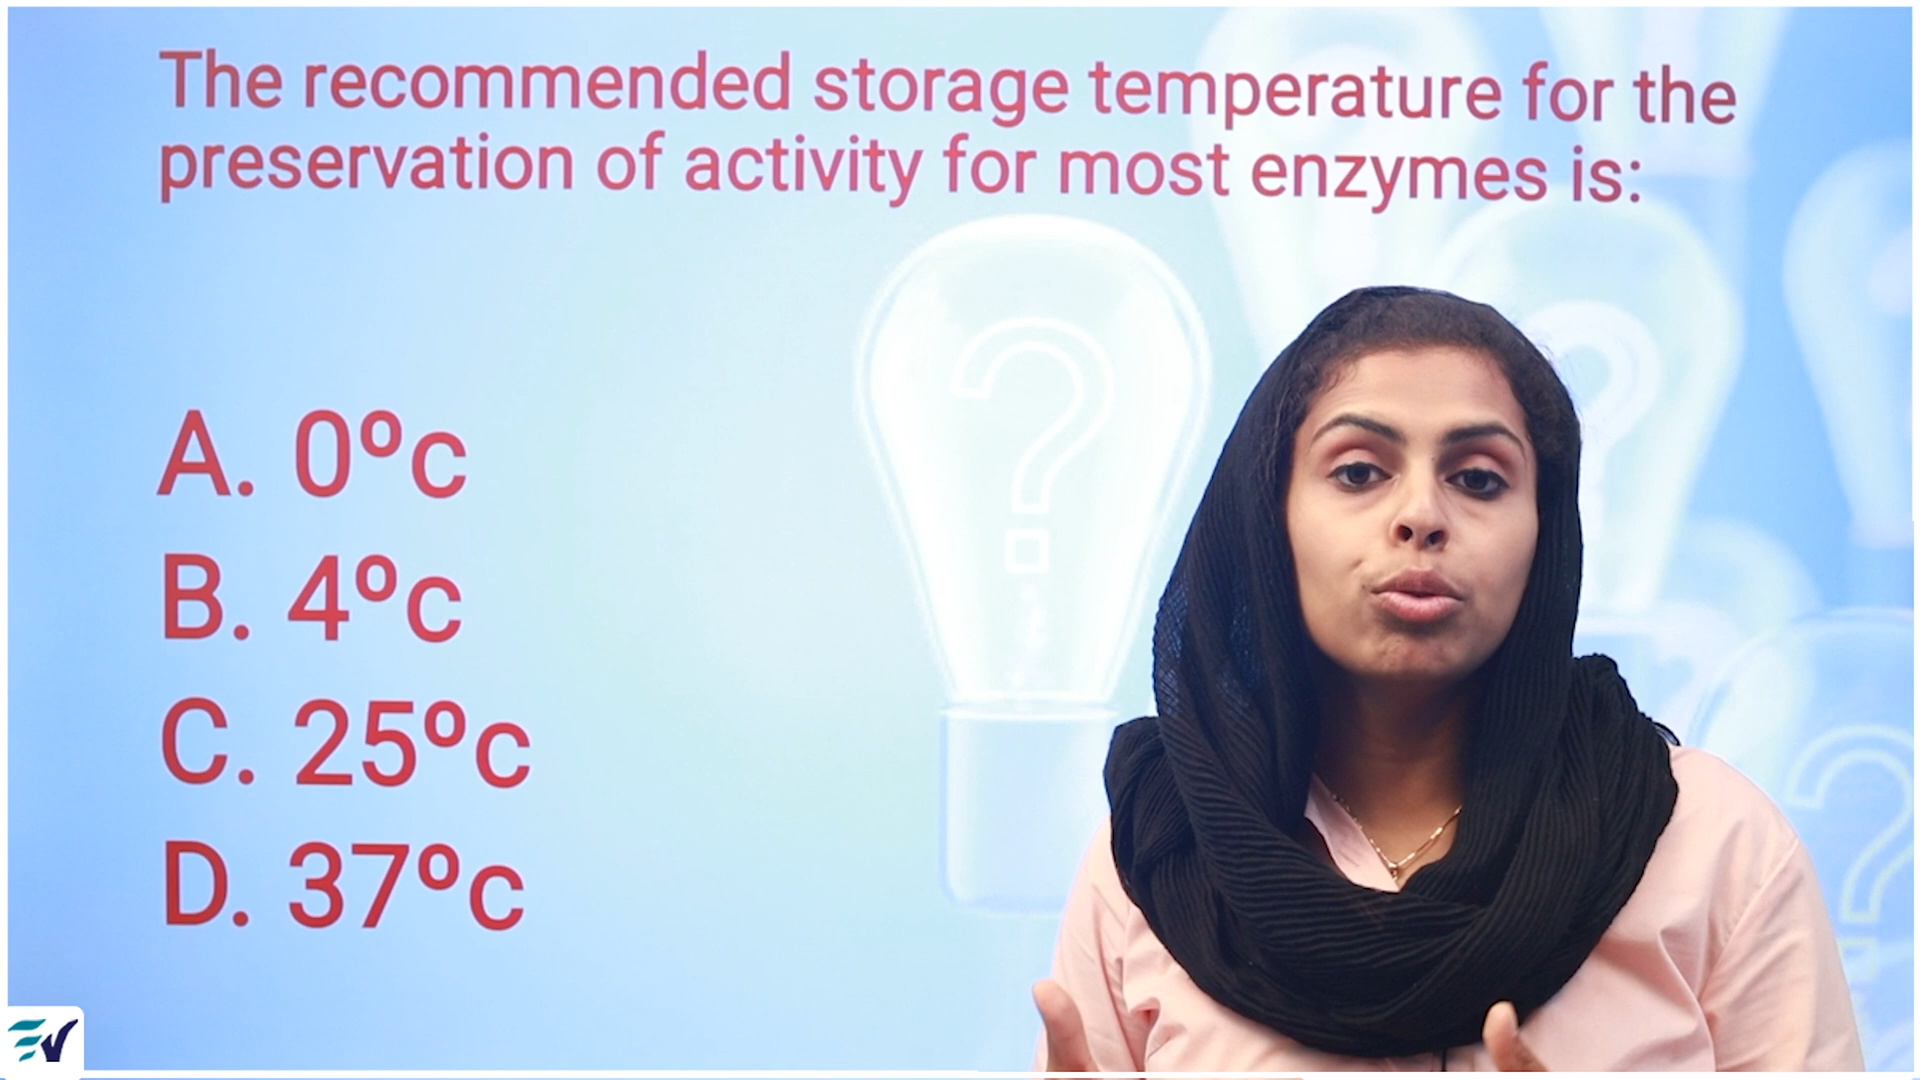 The recommended storage temperature for the
preservation of activity for most enzymes is:
A. 0ºc
B. 4ºc
C. 25ºc
D. 37ºc